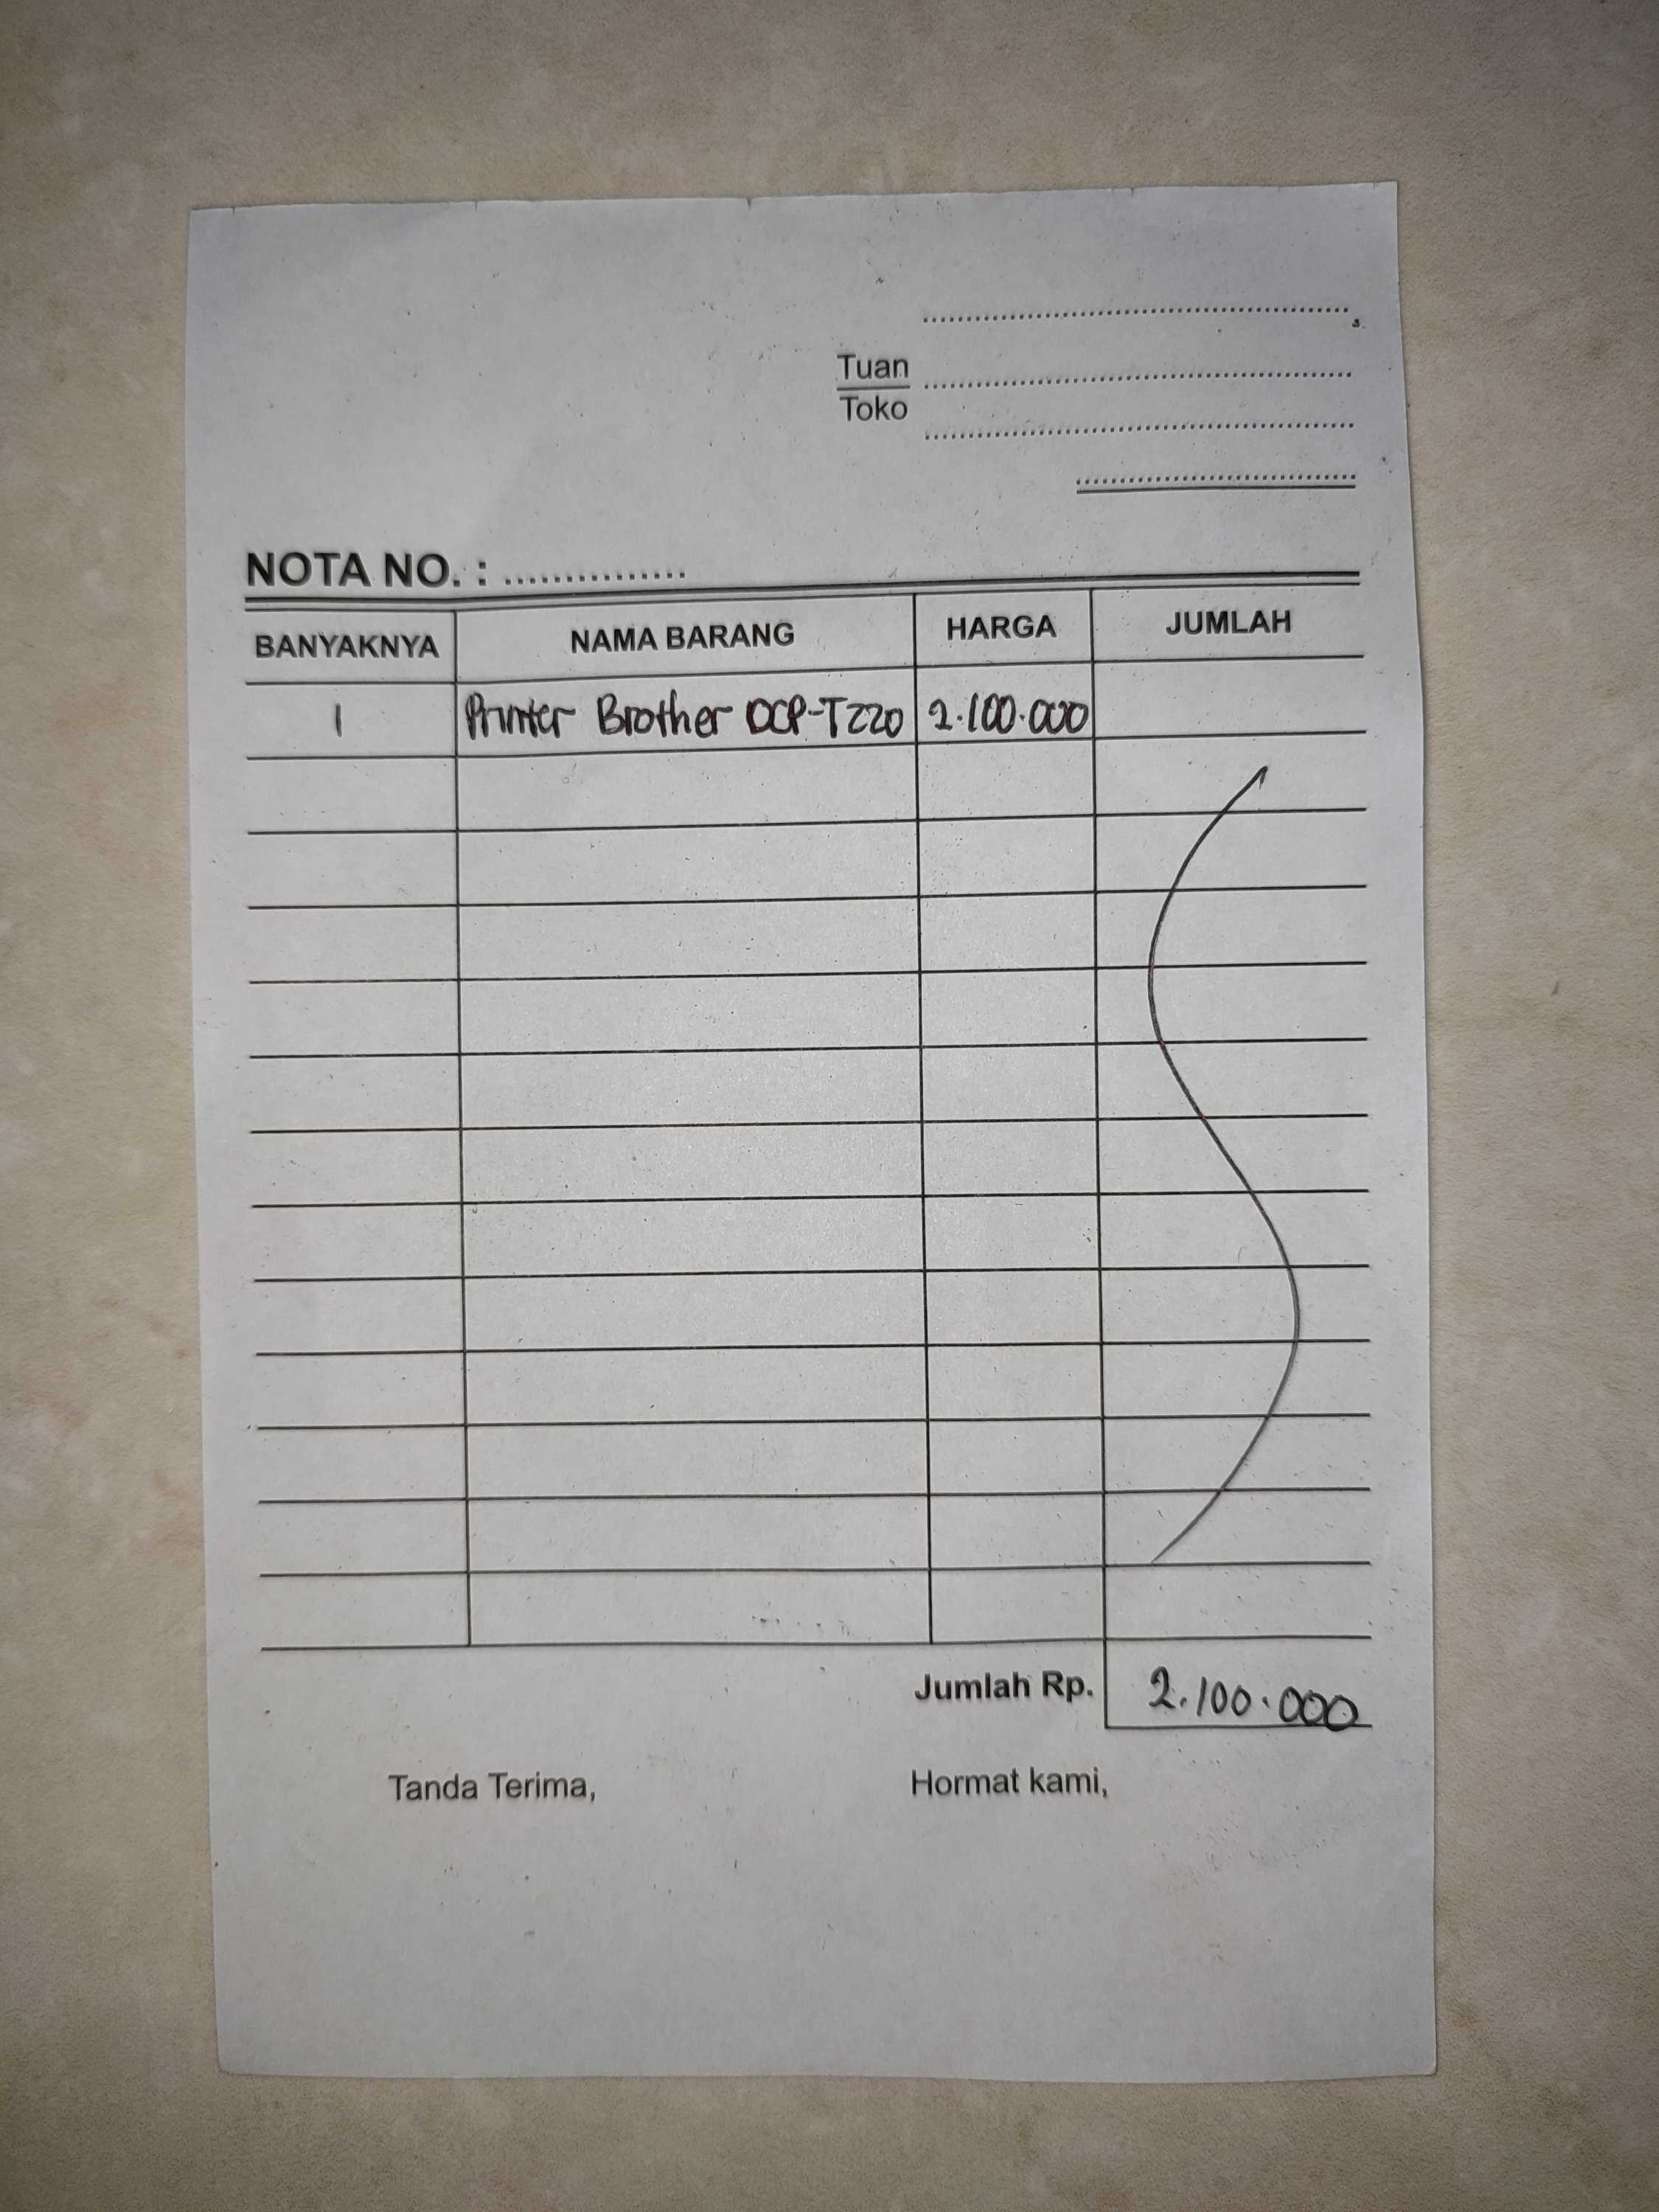 Tuan
Toko
NOTA NO. : ...............
BANYAKNYA NAMA BARANG HARGA JUMLAH
1 Printer Brother DCP-T220 2.100.000
Jumlah Rp. 2.100.000
Tanda Terima, Hormat kami,